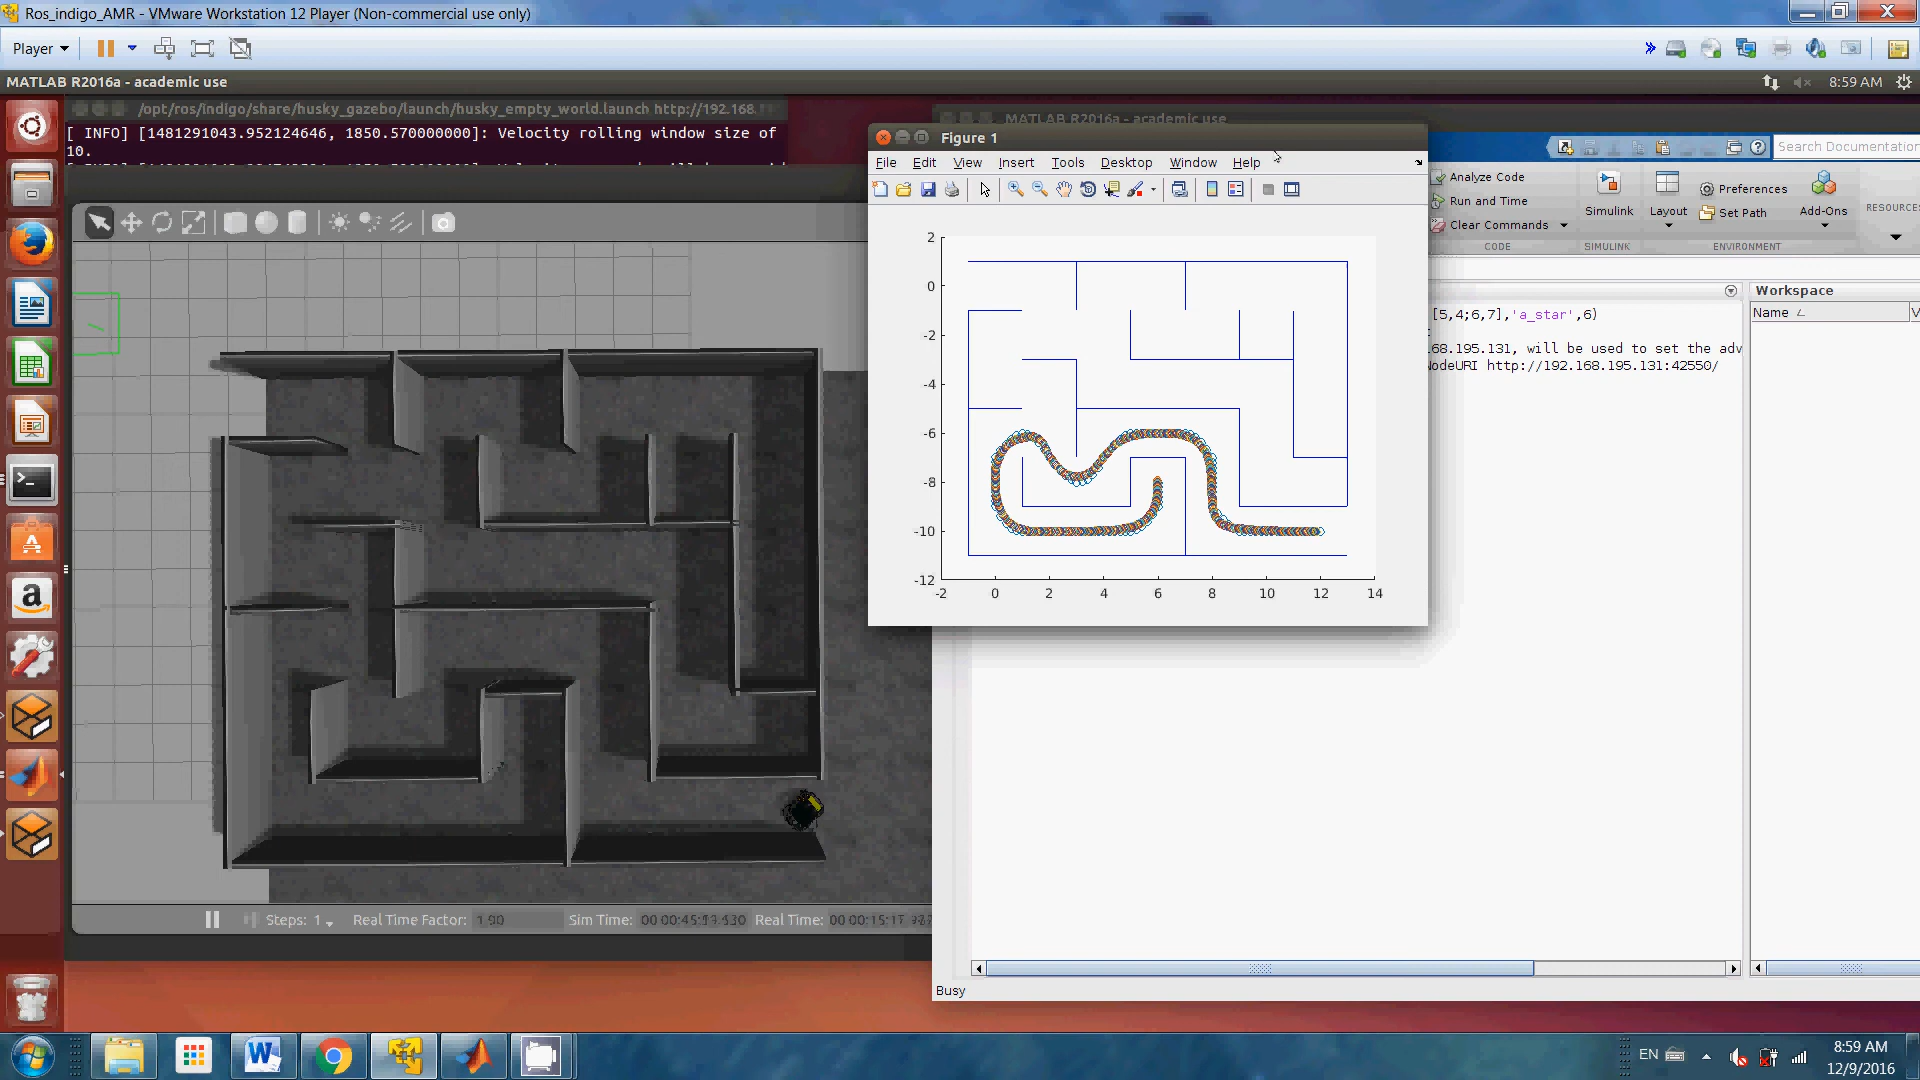 Ros_indigo_AMR - VMware Workstation 12 Player (Non-commercial use only)
Player
MATLAB R2016a - academic use
8:59 AM
/opt/ros/indigo/share/husky_gazebo/launch/husky_empty_world.launch http://192.168.
[ INFO] [1481291043.952124646, 1850.570000000]: Velocity rolling window size of
10.
MATLAB R2016a - academic use
Figure 1
File Edit View Insert Tools Desktop Window Help
Search Documentation
Analyze Code
Run and Time
Clear Commands
CODE
Simulink
SIMULINK
Layout
Preferences
Set Path
Add-Ons
ENVIRONMENT
RESOURCES
2
0
-2
-4
-6
-8
-10
-12
-2 0 2 4 6 8 10 12 14
[5,4;6,7],'a_star',6)
68.195.131, will be used to set the adv
NodeURI http://192.168.195.131:42550/
Workspace
Name
Steps: 1
Real Time Factor:
Sim Time:
Real Time:
Busy
EN
8:59 AM
12/9/2016